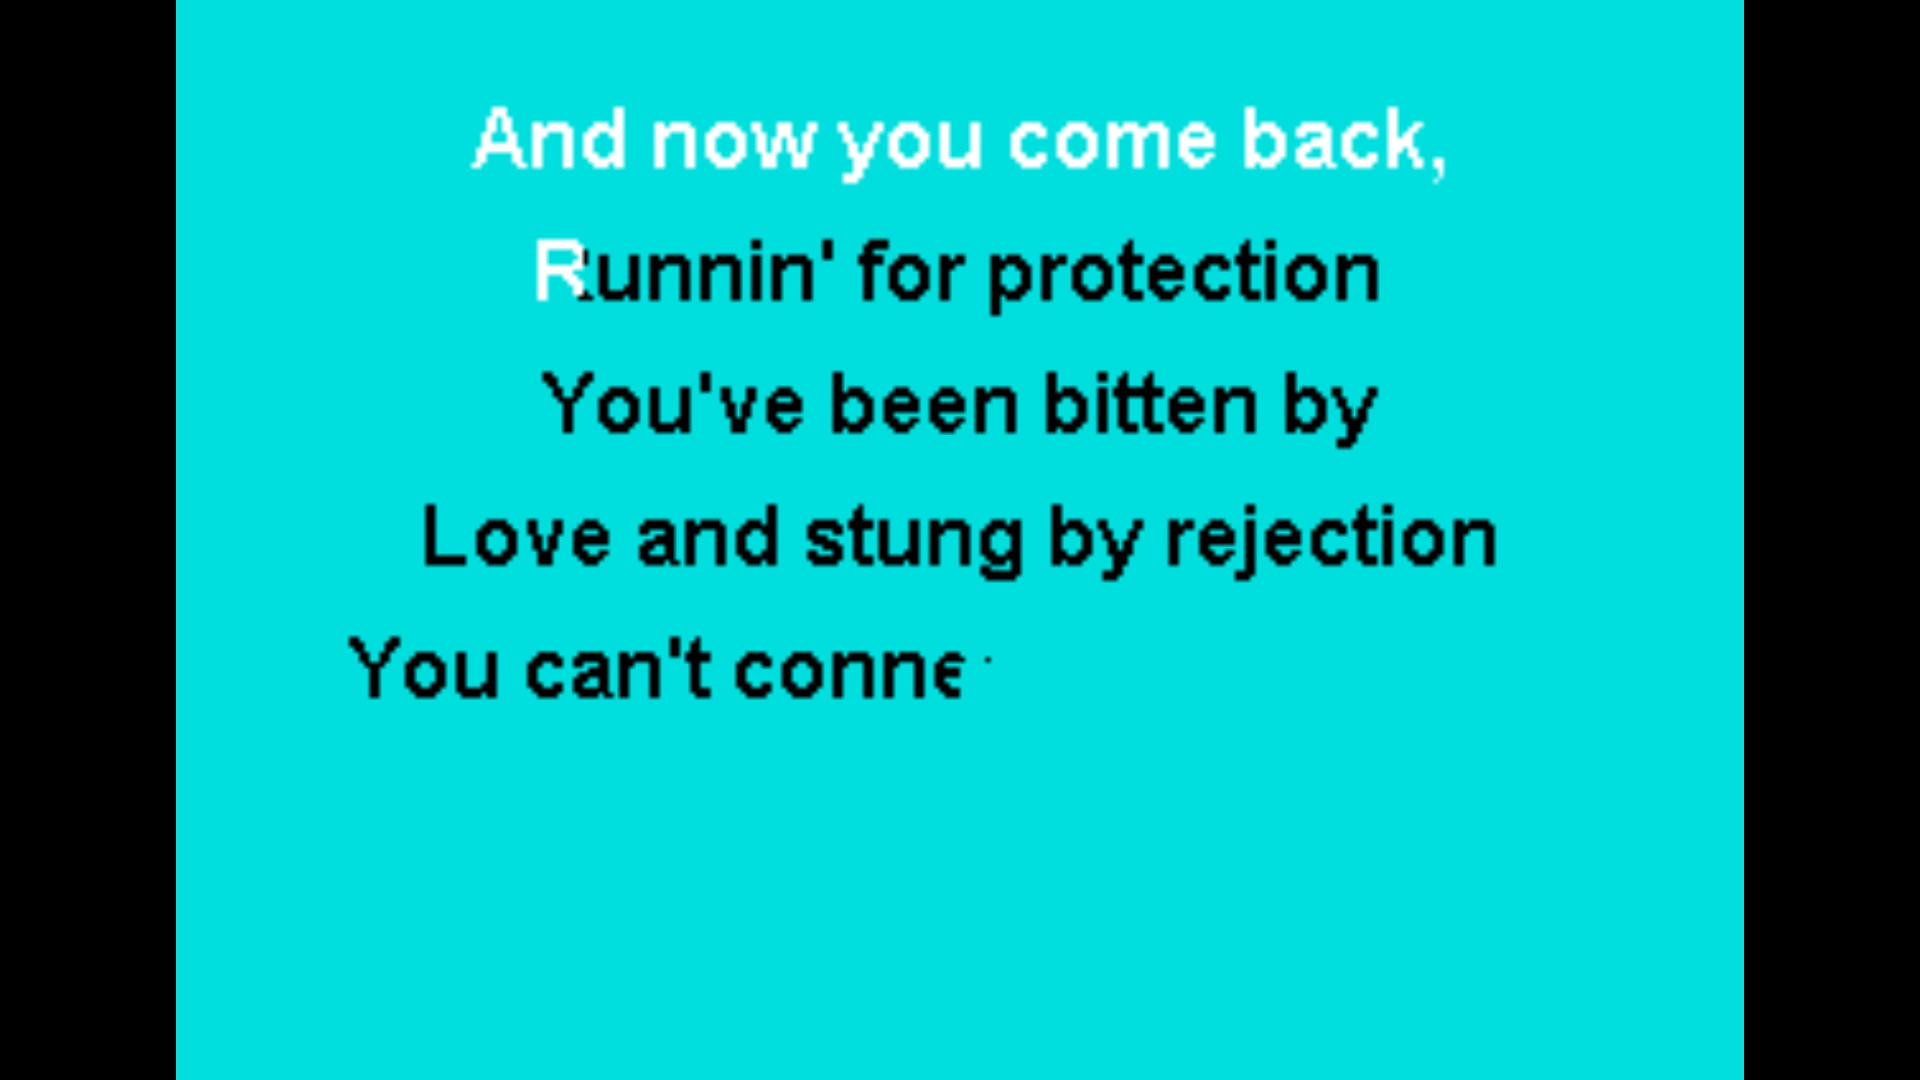 And now you come back,
Runnin' for protection
You've been bitten by
Love and stung by rejection
You can't